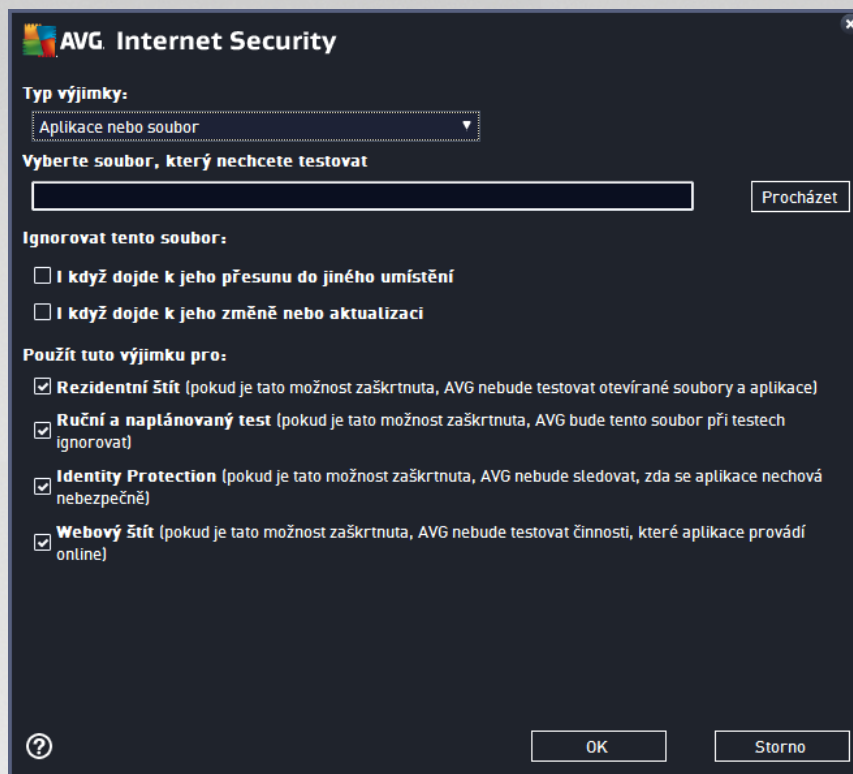 AVG. Internet Security
Typ výjimky:
Aplikace nebo soubor
Vyberte soubor, který nechcete testovat
Procházet
Ignorovat tento soubor:
I když dojde k jeho přesunu do jiného umístění
I když dojde k jeho změně nebo aktualizaci
Použít tuto výjimku pro:
Rezidentní štít (pokud je tato možnost zaškrtnuta, AVG nebude testovat otevírané soubory a aplikace)
Ruční a naplánovaný test (pokud je tato možnost zaškrtnuta, AVG bude tento soubor při testech
ignorovat)
Identity Protection (pokud je tato možnost zaškrtnuta, AVG nebude sledovat, zda se aplikace nechová
nebezpečně)
Webový štít (pokud je tato možnost zaškrtnuta, AVG nebude testovat činnosti, které aplikace provádí
online)
OK
Storno